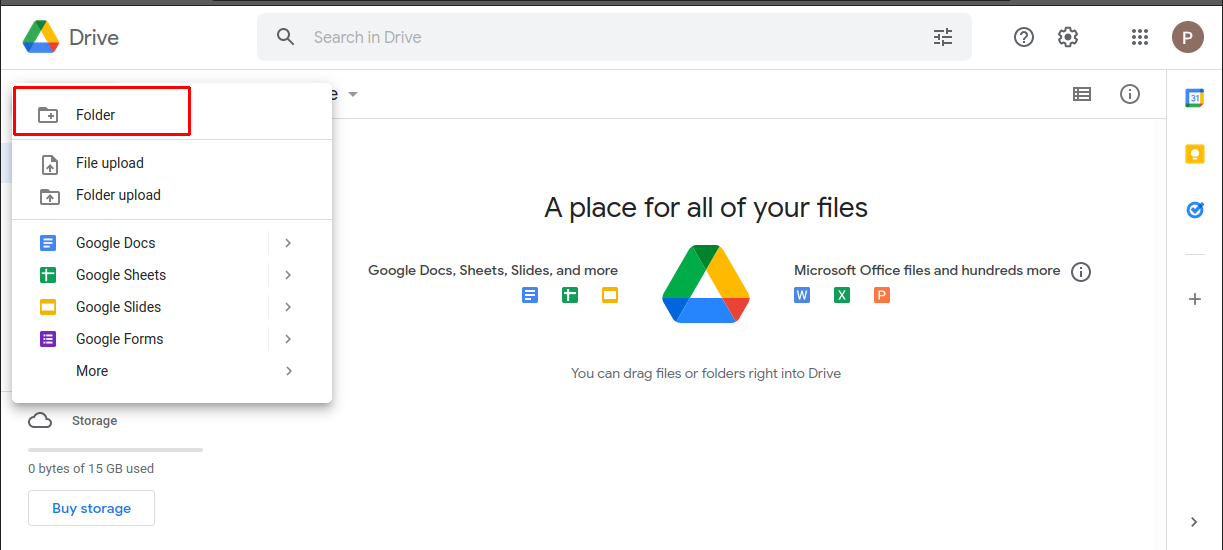 Drive
Search in Drive
P
Folder
e
31
File upload
Folder upload
A place for all of your files
Google Docs
Google Sheets
Google Slides
Google Forms
More
Google Docs, Sheets, Slides, and more
Microsoft Office files and hundreds more
W X P
You can drag files or folders right into Drive
Storage
0 bytes of 15 GB used
Buy storage